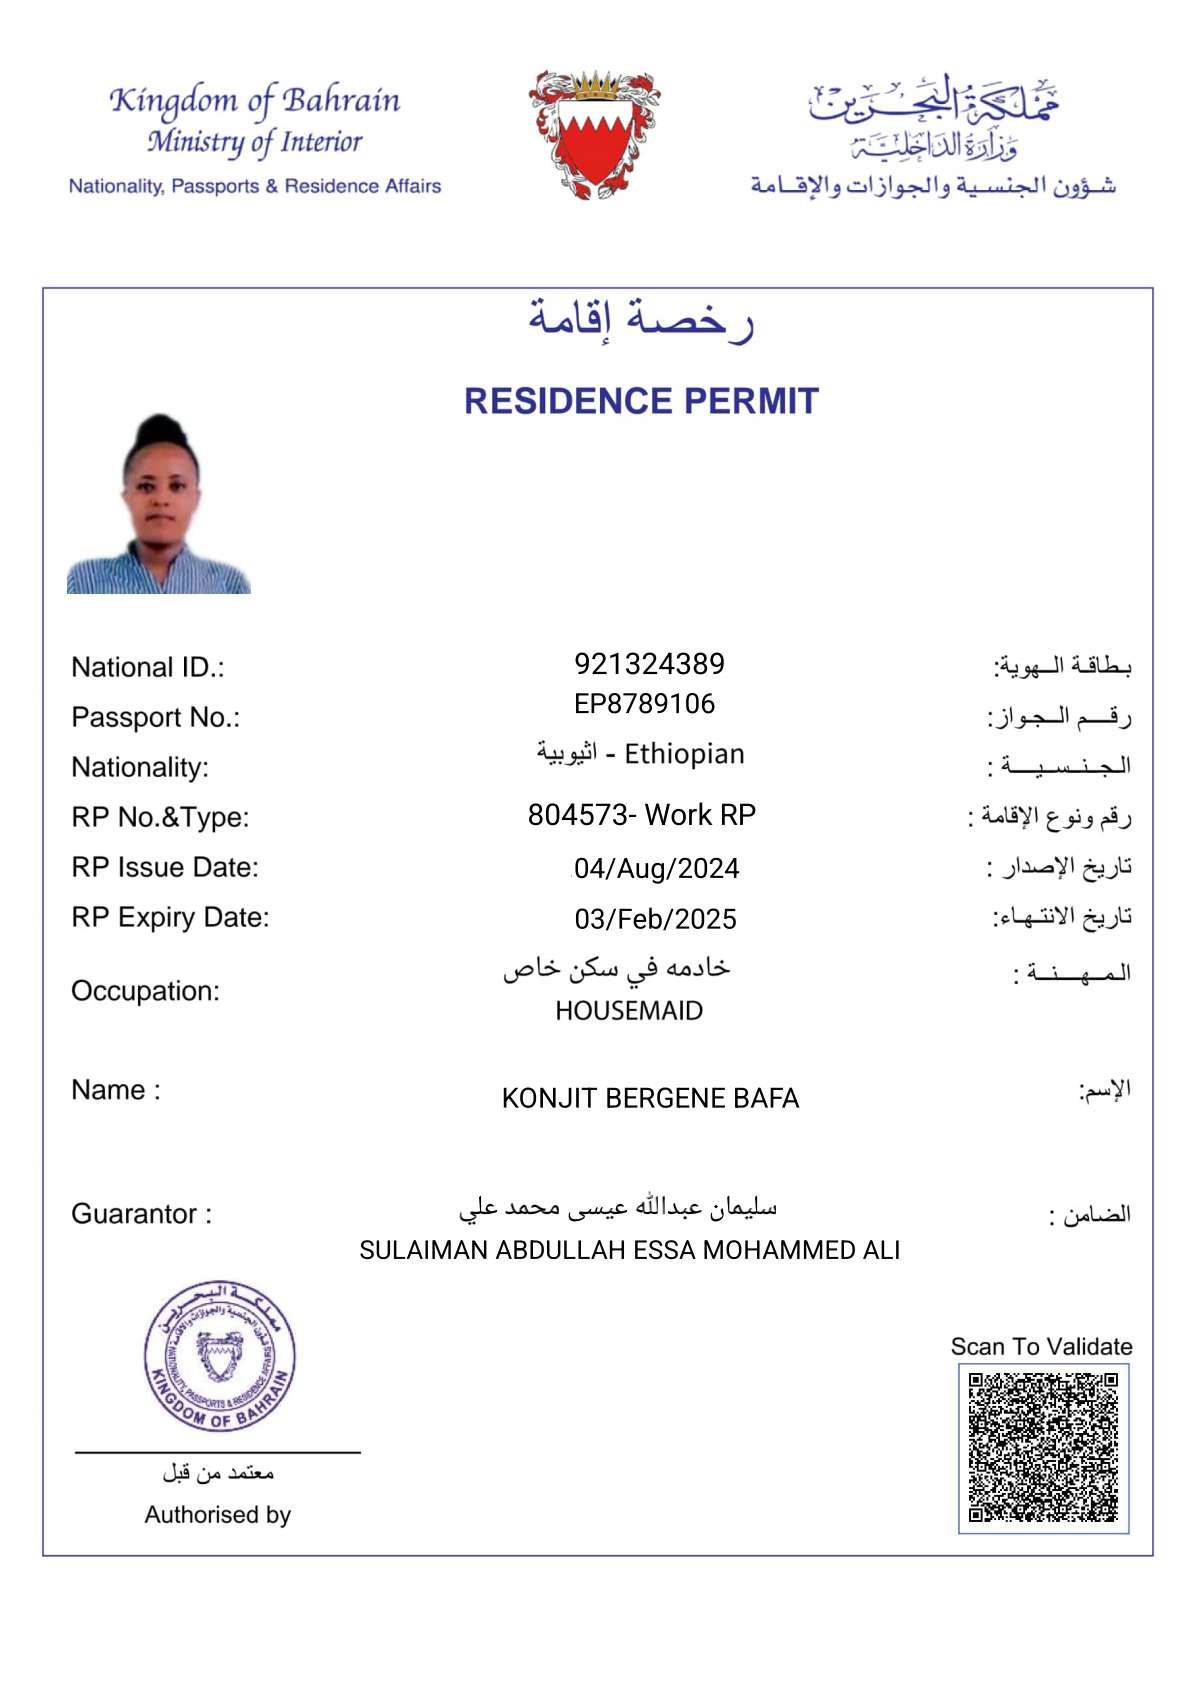 Kingdom of Bahrain
Ministry of Interior
Nationality, Passports & Residence Affairs
مملكة البحرين
وزارة الداخلية
شؤون الجنسية والجوازات والإقامة
رخصة إقامة
RESIDENCE PERMIT
National ID.: 921324389 بطاقة الهوية:
Passport No.: EP8789106 رقم الجواز:
Nationality: اثيوبية - Ethiopian الجنسية :
RP No.&Type: 804573- Work RP رقم ونوع الإقامة :
RP Issue Date: 04/Aug/2024 تاريخ الإصدار :
RP Expiry Date: 03/Feb/2025 تاريخ الانتهاء:
Occupation: خادمه في سكن خاص المهنة :
HOUSEMAID
Name : KONJIT BERGENE BAFA الإسم:
Guarantor : سليمان عبدالله عيسى محمد علي الضامن :
SULAIMAN ABDULLAH ESSA MOHAMMED ALI
مملكة البحرين
شؤون الجنسية والجوازات والإقامة
NATIONALITY, PASSPORTS & RESIDENCE AFFAIRS
KINGDOM OF BAHRAIN
Scan To Validate
معتمد من قبل
Authorised by